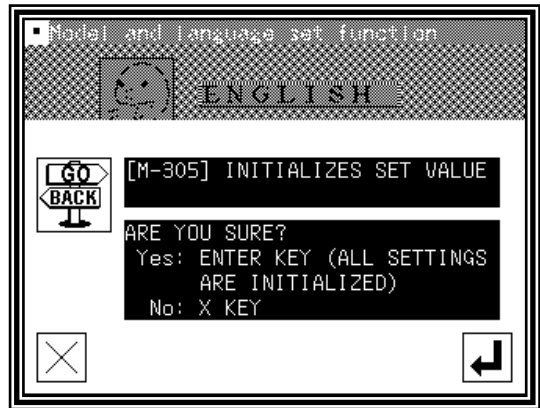 Model and language set function
ENGLISH
GO
BACK
[M-305] INITIALIZES SET VALUE
ARE YOU SURE?
Yes: ENTER KEY (ALL SETTINGS
ARE INITIALIZED)
No: X KEY